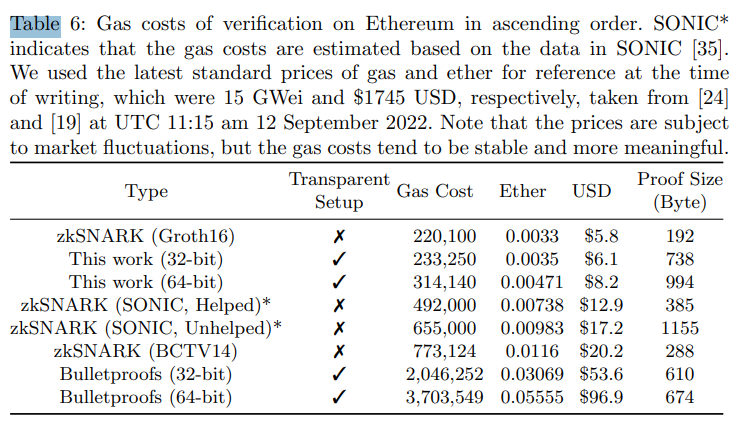 Table 6: Gas costs of verification on Ethereum in ascending order. SONIC*
indicates that the gas costs are estimated based on the data in SONIC [35].
We used the latest standard prices of gas and ether for reference at the time
of writing, which were 15 GWei and $1745 USD, respectively, taken from [24]
and [19] at UTC 11:15 am 12 September 2022. Note that the prices are subject
to market fluctuations, but the gas costs tend to be stable and more meaningful.
Type Transparent Setup Gas Cost Ether USD Proof Size (Byte)
zkSNARK (Groth16) ✗ 220,100 0.0033 $5.8 192
This work (32-bit) ✓ 233,250 0.0035 $6.1 738
This work (64-bit) ✓ 314,140 0.00471 $8.2 994
zkSNARK (SONIC, Helped)* ✗ 492,000 0.00738 $12.9 385
zkSNARK (SONIC, Unhelped)* ✗ 655,000 0.00983 $17.2 1155
zkSNARK (BCTV14) ✗ 773,124 0.0116 $20.2 288
Bulletproofs (32-bit) ✓ 2,046,252 0.03069 $53.6 610
Bulletproofs (64-bit) ✓ 3,703,549 0.05555 $96.9 674